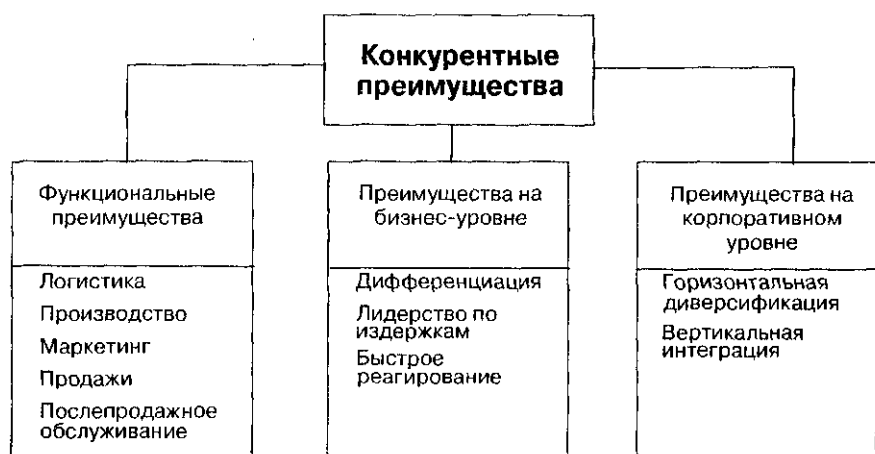 Конкурентные
преимущества
Функциональные
преимущества
Логистика
Производство
Маркетинг
Продажи
Послепродажное
обслуживание
Преимущества на
бизнес-уровне
Дифференциация
Лидерство по
издержкам
Быстрое
реагирование
Преимущества на
корпоративном
уровне
Горизонтальная
диверсификация
Вертикальная
интеграция